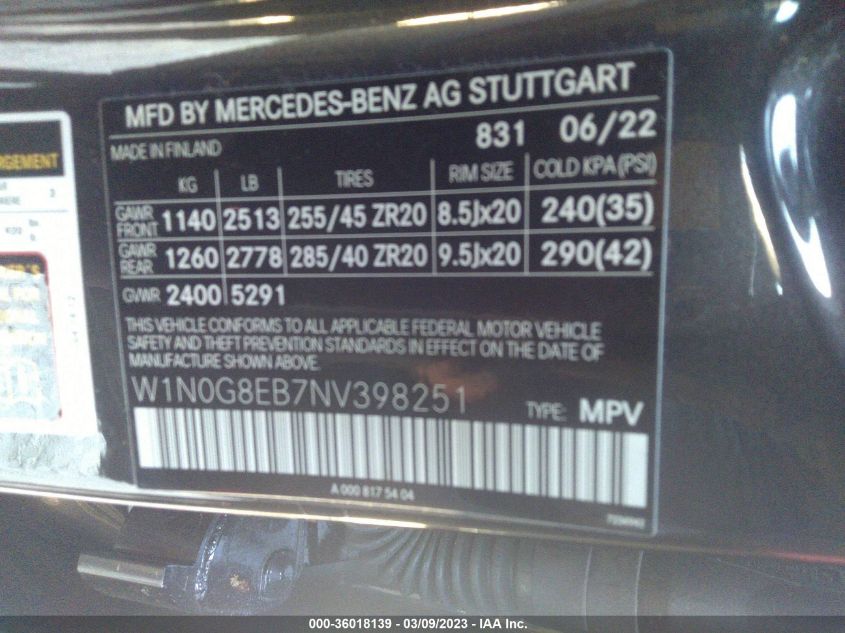 MFD BY MERCEDES-BENZ AG STUTTGART
MADE IN FINLAND 831 06/22
KG LB TIRES RIM SIZE COLD KPA(PSI)
GAWR FRONT 1140 2513 255/45 ZR20 8.5Jx20 240(35)
GAWR REAR 1260 2778 285/40 ZR20 9.5Jx20 290(42)
GVWR 2400 5291
THIS VEHICLE CONFORMS TO ALL APPLICABLE FEDERAL MOTOR VEHICLE
SAFETY AND THEFT PREVENTION STANDARDS IN EFFECT ON THE DATE OF
MANUFACTURE SHOWN ABOVE.
W1N0G8EB7NV398251
TYPE: MPV
A 000 817 54 04
000-36018139 - 03/09/2023 - IAA Inc.